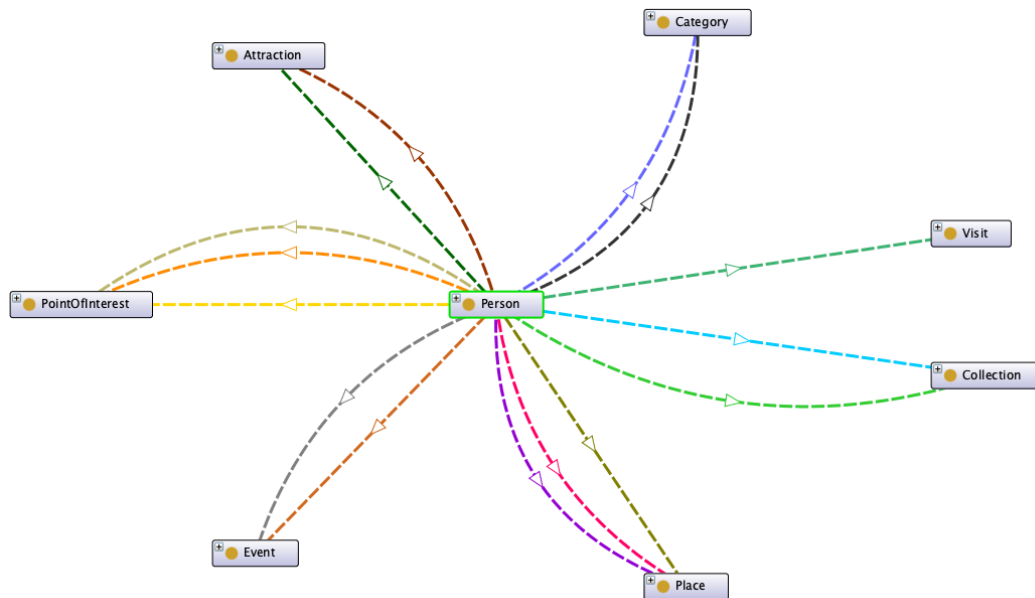 Category
Attraction
Visit
PointOfInterest
Person
Collection
Event
Place